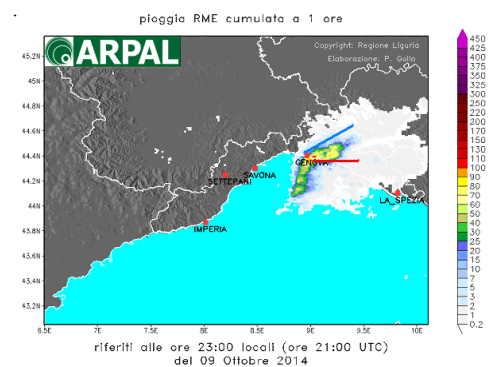 pioggia RME cumulata a 1 ore
ARPAL
Copyright: Regione Liguria
Elaborazione: P. Gollo
45.2N
45N
44.8N
44.6N
44.4N
44.2N
44N
43.8N
43.6N
43.4N
43.2N
GENOVA
SAVONA
SETTEPANI
LA_SPEZIA
IMPERIA
6.5E
7E
7.5E
8E
8.5E
9E
9.5E
10E
450
425
400
375
350
325
300
250
200
220
170
150
130
110
100
90
80
70
60
50
40
30
25
20
15
10
7
5
3
2
1
0.2
riferiti alle ore 23:00 locali (ore 21:00 UTC)
del 09 Ottobre 2014